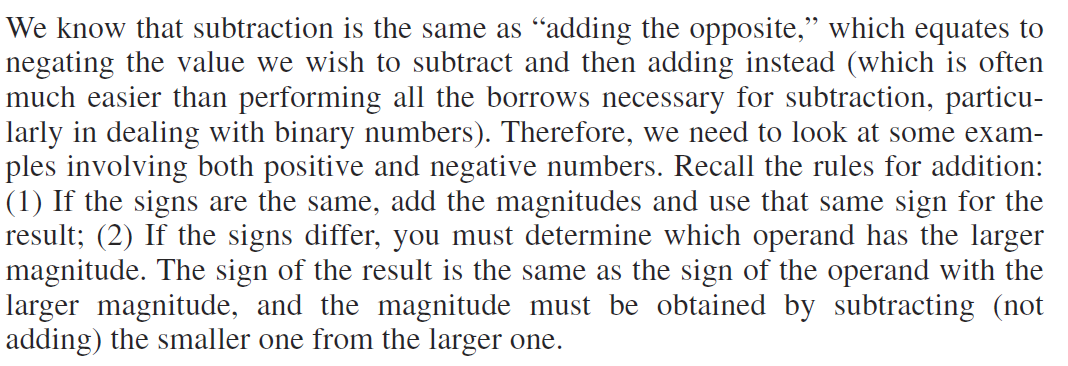 We know that subtraction is the same as “adding the opposite,” which equates to
negating the value we wish to subtract and then adding instead (which is often
much easier than performing all the borrows necessary for subtraction, particu-
larly in dealing with binary numbers). Therefore, we need to look at some exam-
ples involving both positive and negative numbers. Recall the rules for addition:
(1) If the signs are the same, add the magnitudes and use that same sign for the
result; (2) If the signs differ, you must determine which operand has the larger
magnitude. The sign of the result is the same as the sign of the operand with the
larger magnitude, and the magnitude must be obtained by subtracting (not
adding) the smaller one from the larger one.